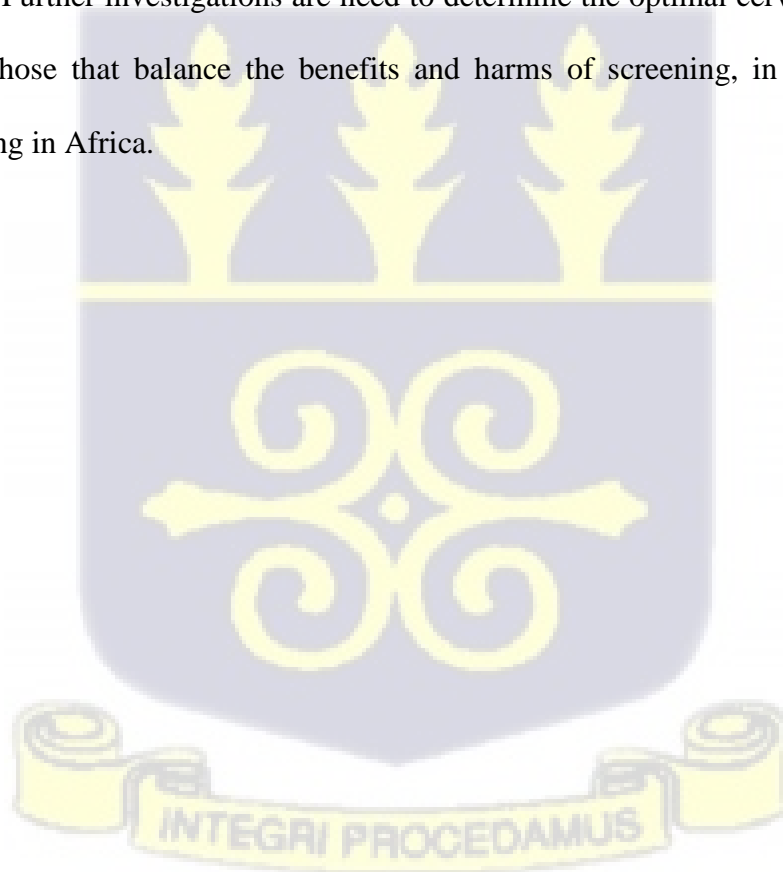 Further investigations are need to determine the optimal
hose that balance the benefits and harms of screening, in
ng in Africa.
INTEGRI PROCEDAMUS